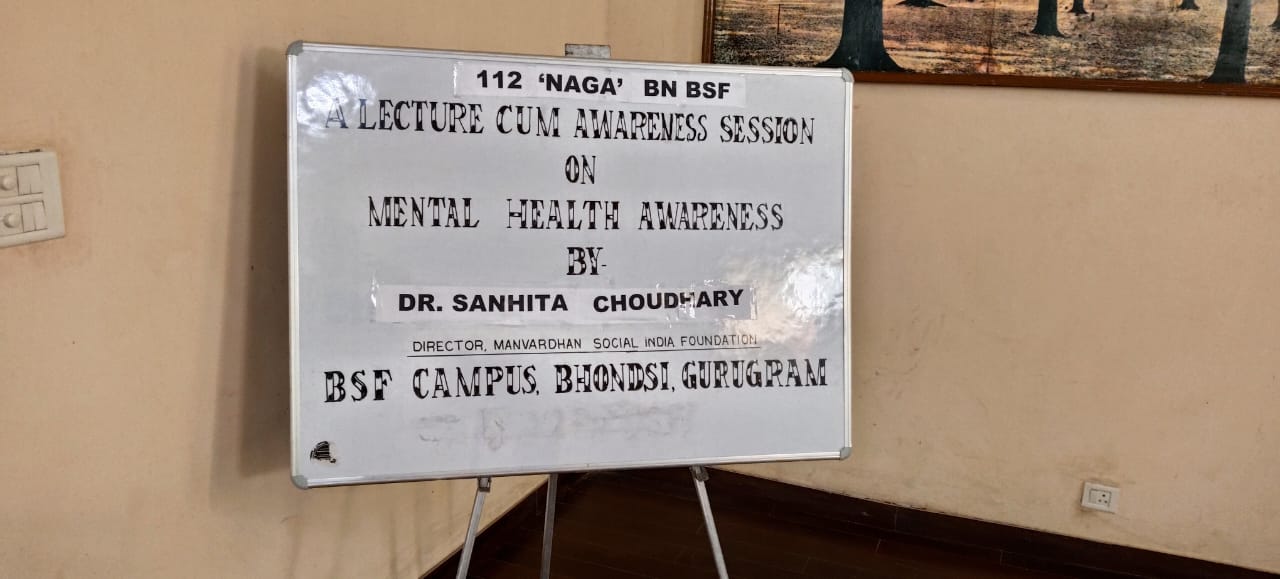 112 'NAGA' BN BSF
A LECTURE CUM AWARENESS SESSION
ON
MENTAL HEALTH AWARENESS
BY-
DR. SANHITA CHOUDHARY
DIRECTOR, MANVARDHAN SOCIAL INDIA FOUNDATION
BSF CAMPUS, BHONDSI, GURUGRAM